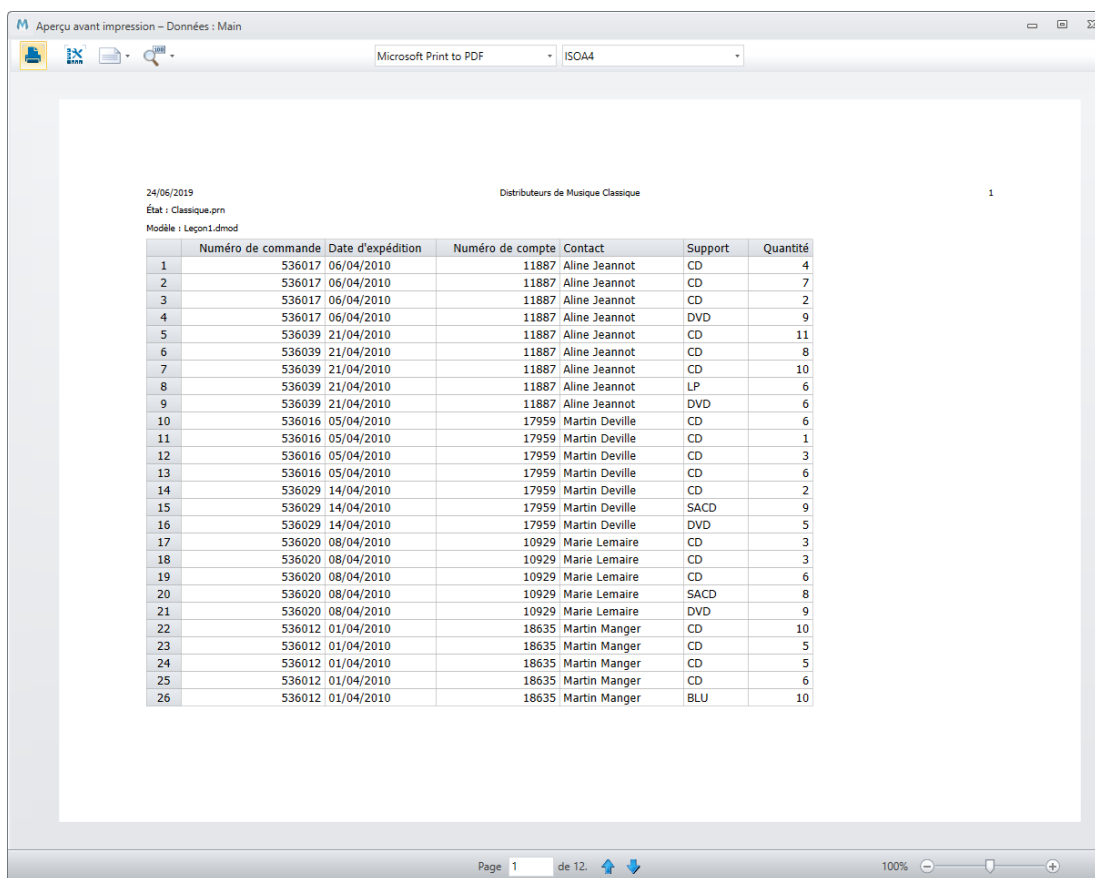 M Aperçu avant impression – Données : Main
100
Microsoft Print to PDF ISOA4
24/06/2019 Distributeurs de Musique Classique 1
État : Classique.prn
Modèle : Leçon1.dmod
Numéro de commande Date d'expédition Numéro de compte Contact Support Quantité
1 536017 06/04/2010 11887 Aline Jeannot CD 4
2 536017 06/04/2010 11887 Aline Jeannot CD 7
3 536017 06/04/2010 11887 Aline Jeannot CD 2
4 536017 06/04/2010 11887 Aline Jeannot DVD 9
5 536039 21/04/2010 11887 Aline Jeannot CD 11
6 536039 21/04/2010 11887 Aline Jeannot CD 8
7 536039 21/04/2010 11887 Aline Jeannot CD 10
8 536039 21/04/2010 11887 Aline Jeannot LP 6
9 536039 21/04/2010 11887 Aline Jeannot DVD 6
10 536016 05/04/2010 17959 Martin Deville CD 6
11 536016 05/04/2010 17959 Martin Deville CD 1
12 536016 05/04/2010 17959 Martin Deville CD 3
13 536016 05/04/2010 17959 Martin Deville CD 6
14 536029 14/04/2010 17959 Martin Deville CD 2
15 536029 14/04/2010 17959 Martin Deville SACD 9
16 536029 14/04/2010 17959 Martin Deville DVD 5
17 536020 08/04/2010 10929 Marie Lemaire CD 3
18 536020 08/04/2010 10929 Marie Lemaire CD 3
19 536020 08/04/2010 10929 Marie Lemaire CD 6
20 536020 08/04/2010 10929 Marie Lemaire SACD 8
21 536020 08/04/2010 10929 Marie Lemaire DVD 9
22 536012 01/04/2010 18635 Martin Manger CD 10
23 536012 01/04/2010 18635 Martin Manger CD 5
24 536012 01/04/2010 18635 Martin Manger CD 5
25 536012 01/04/2010 18635 Martin Manger CD 6
26 536012 01/04/2010 18635 Martin Manger BLU 10
Page 1 de 12. 100%